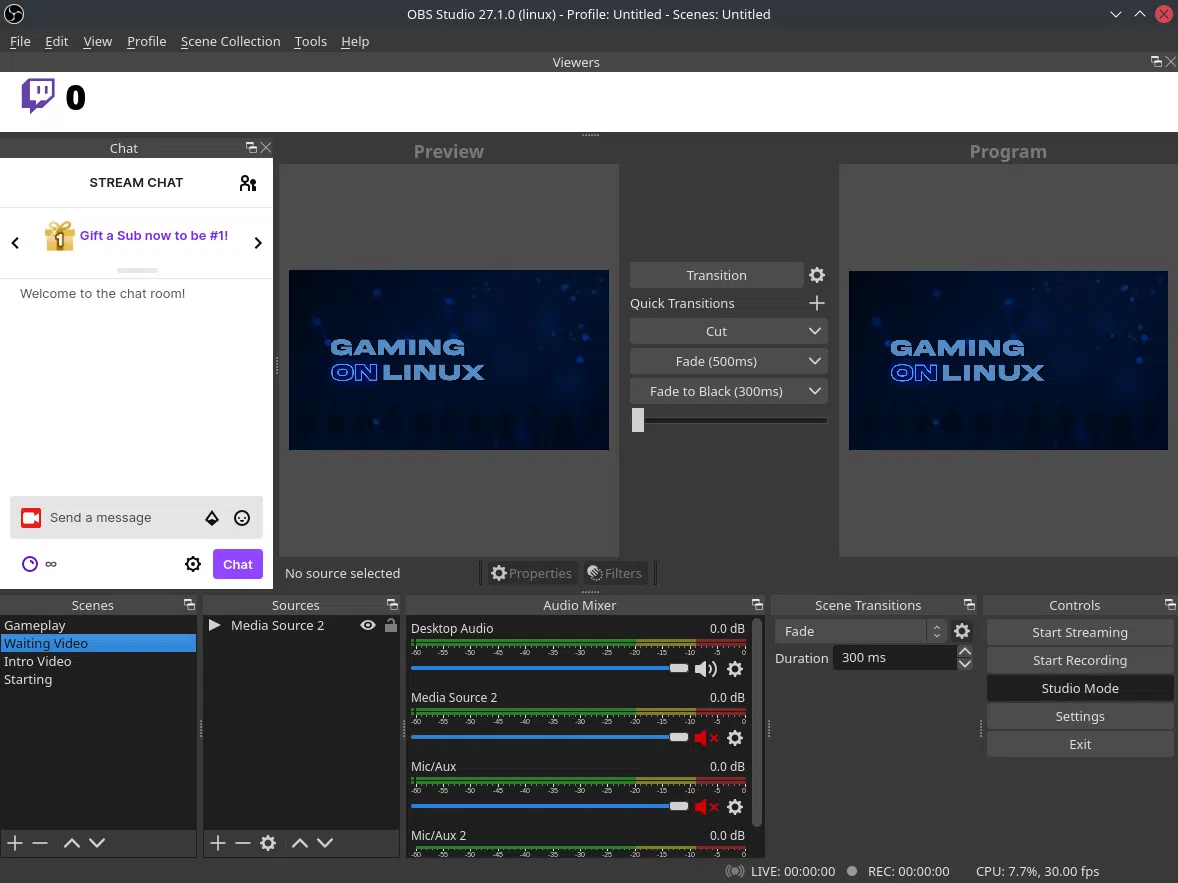 OBS Studio 27.1.0 (linux) - Profile: Untitled - Scenes: Untitled
File Edit View Profile Scene Collection Tools Help
Viewers
0
Chat
STREAM CHAT
1
Gift a Sub now to be #1!
Welcome to the chat room!
Send a message
∞
Chat
Preview
GAMING
ON LINUX
Transition
Quick Transitions
Cut
Fade (500ms)
Fade to Black (300ms)
Program
GAMING
ON LINUX
No source selected
Properties
Filters
Scenes
Gameplay
Waiting Video
Intro Video
Starting
Sources
Media Source 2
Audio Mixer
Desktop Audio 0.0 dB
-60 -55 -50 -45 -40 -35 -30 -25 -20 -15 -10 -5 0
Media Source 2 0.0 dB
-60 -55 -50 -45 -40 -35 -30 -25 -20 -15 -10 -5 0
Mic/Aux 0.0 dB
-60 -55 -50 -45 -40 -35 -30 -25 -20 -15 -10 -5 0
Mic/Aux 2 0.0 dB
-60 -55 -50 -45 -40 -35 -30 -25 -20 -15 -10 -5 0
Scene Transitions
Fade
Duration 300 ms
Controls
Start Streaming
Start Recording
Studio Mode
Settings
Exit
LIVE: 00:00:00 REC: 00:00:00 CPU: 7.7%, 30.00 fps